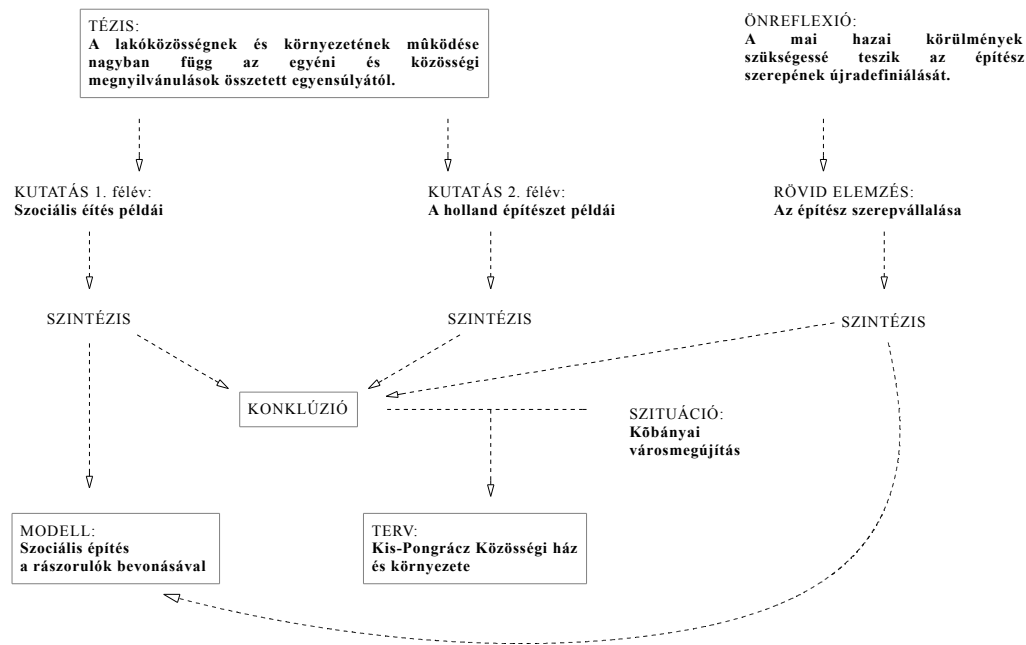 TÉZIS:
A lakóközösségnek és környezetének mûködése
nagyban függ az egyéni és közösségi
megnyilvánulások összetett egyensúlyától.
ÖNREFLEXIÓ:
A mai hazai körülmények
szükségessé teszik az építész
szerepének újradefiniálását.
KUTATÁS 1. félév:
Szociális éítés példái
KUTATÁS 2. félév:
A holland építészet példái
RÖVID ELEMZÉS:
Az építész szerepvállalása
SZINTÉZIS
SZINTÉZIS
SZINTÉZIS
KONKLÚZIÓ
SZITUÁCIÓ:
Kõbányai
városmegújítás
MODELL:
Szociális építés
a rászorulók bevonásával
TERV:
Kis-Pongrácz Közösségi ház
és környezete